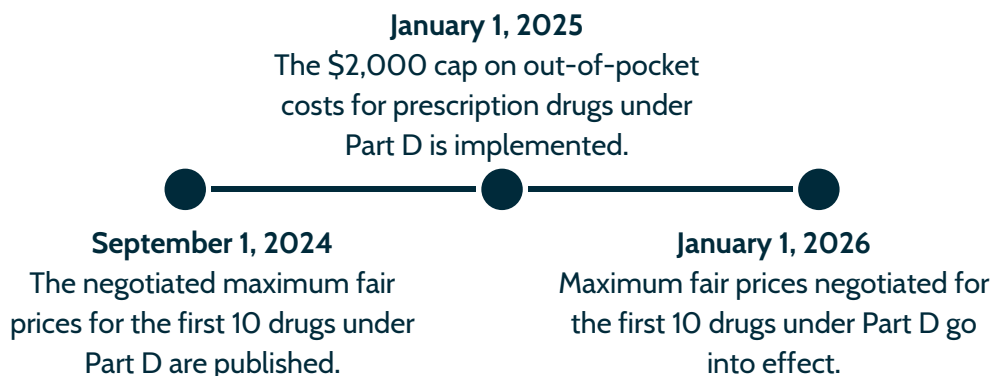 January 1, 2025
The $2,000 cap on out-of-pocket
costs for prescription drugs under
Part D is implemented.
September 1, 2024
The negotiated maximum fair
prices for the first 10 drugs under
Part D are published.
January 1, 2026
Maximum fair prices negotiated for
the first 10 drugs under Part D go
into effect.